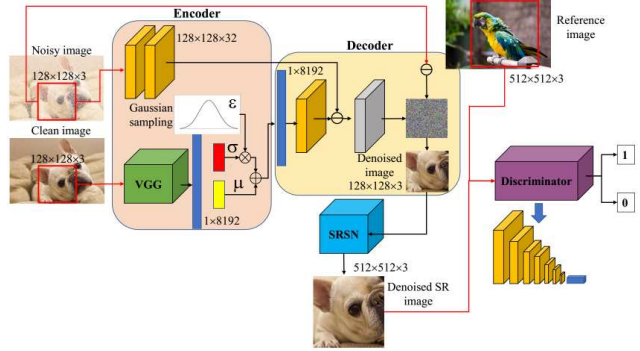 Encoder
Noisy image
128×128×3
128×128×32
Decoder
Reference
image
512×512×3
1×8192
Gaussian
sampling
ε
Clean image
128×128×3
σ
μ
VGG
1×8192
Denoised
image
128×128×3
Discriminator
1
0
SRSN
512×512×3
Denoised SR
image